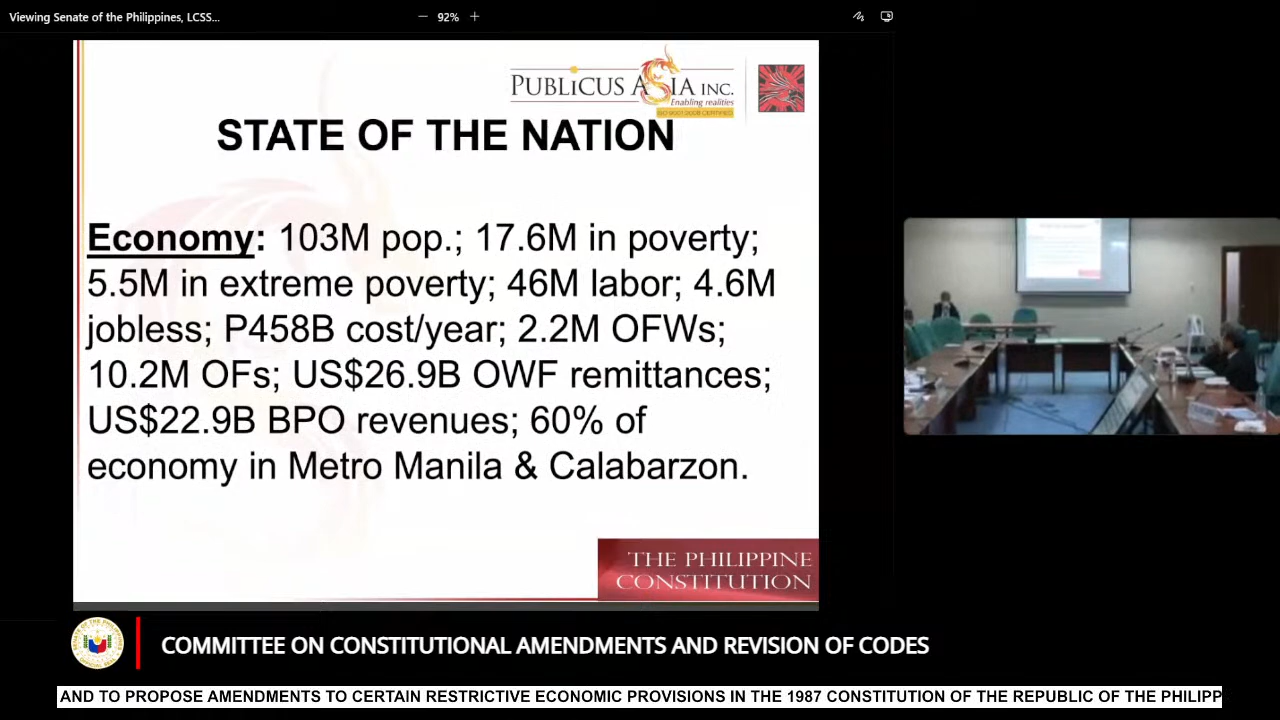 Viewing Senate of the Philippines, LCSS...
92%
PUBLICUS ASIA INC.
Enabling realities
ISO 9001:2008 CERTIFIED
STATE OF THE NATION
Economy: 103M pop.; 17.6M in poverty;
5.5M in extreme poverty; 46M labor; 4.6M
jobless; P458B cost/year; 2.2M OFWs;
10.2M OFs; US$26.9B OWF remittances;
US$22.9B BPO revenues; 60% of
economy in Metro Manila & Calabarzon.
THE PHILIPPINE
CONSTITUTION
COMMITTEE ON CONSTITUTIONAL AMENDMENTS AND REVISION OF CODES
AND TO PROPOSE AMENDMENTS TO CERTAIN RESTRICTIVE ECONOMIC PROVISIONS IN THE 1987 CONSTITUTION OF THE REPUBLIC OF THE PHILIPP